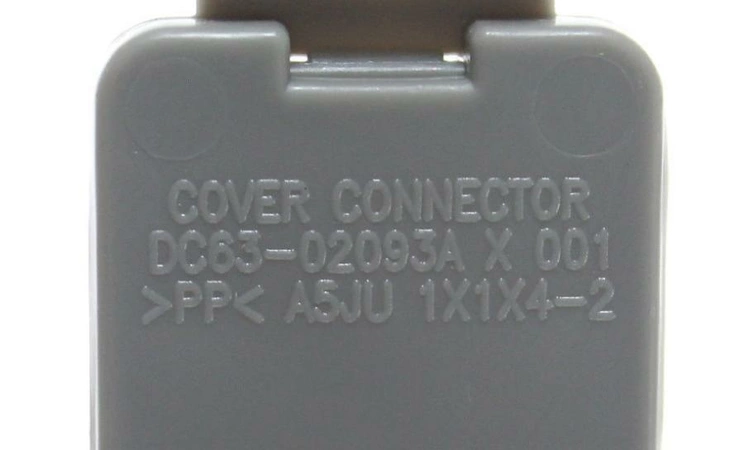 COVER CONNECTOR
DC63-02093A X 001
>PP< A5JU 1X1X4-2